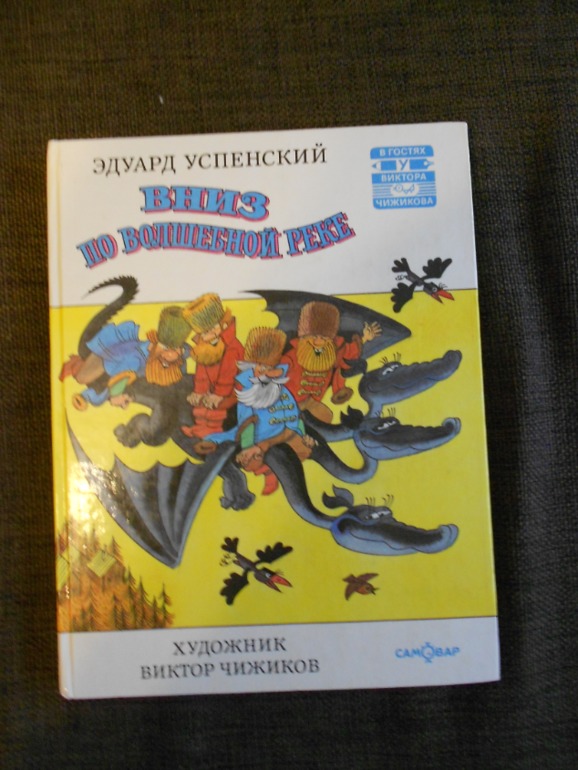 ЭДУАРД УСПЕНСКИЙ
ВНИЗ
ПО ВОЛШЕБНОЙ РЕКЕ
В ГОСТЯХ
У
ВИКТОРА
ЧИЖИКОВА
ХУДОЖНИК
ВИКТОР ЧИЖИКОВ
САМОВАР